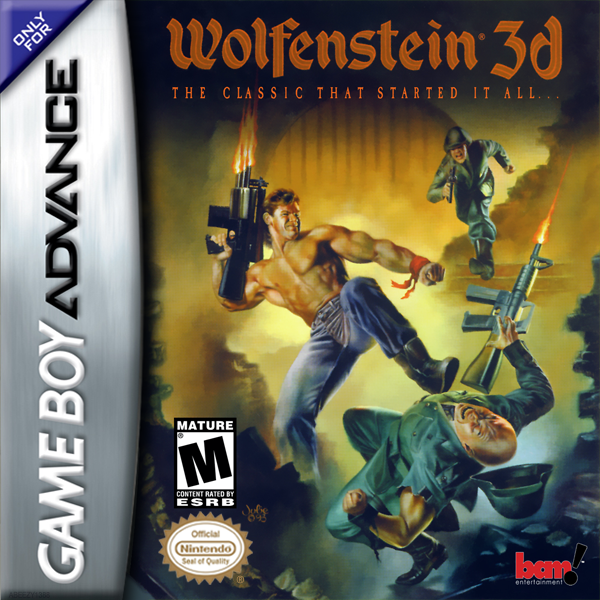 ONLY
FOR
GAME BOY ADVANCE
Wolfenstein® 3d
THE CLASSIC THAT STARTED IT ALL...
MATURE
M
®
CONTENT RATED BY
ESRB
Official
Nintendo
Seal of Quality
®
bam!
entertainment